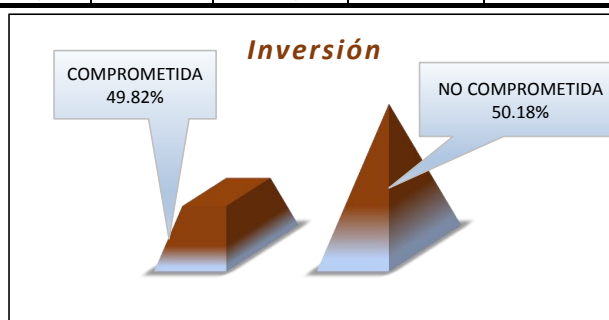 Inversión
COMPROMETIDA
49.82%
NO COMPROMETIDA
50.18%